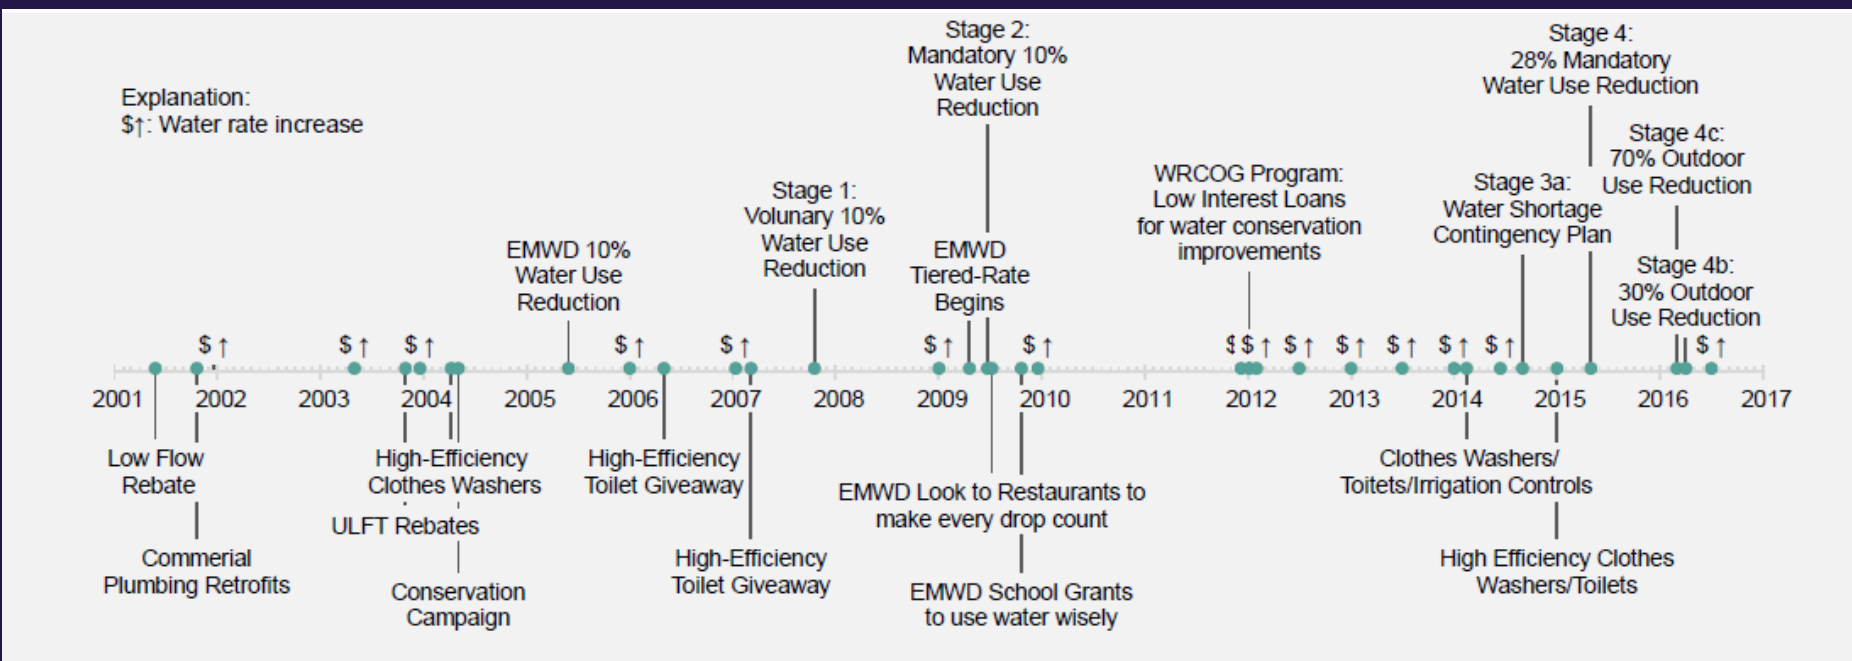 Explanation:
$↑: Water rate increase
Stage 2:
Mandatory 10%
Water Use
Reduction
Stage 4:
28% Mandatory
Water Use Reduction
Stage 4c:
70% Outdoor
Use Reduction
WRCOG Program:
Low Interest Loans
for water conservation
improvements
Stage 3a:
Water Shortage
Contingency Plan
Stage 1:
Volunary 10%
Water Use
Reduction
EMWD 10%
Water Use
Reduction
EMWD
Tiered-Rate
Begins
Stage 4b:
30% Outdoor
Use Reduction
$ ↑ $ ↑ $ ↑ $ ↑ $ ↑ $ ↑ $ ↑ $ $ ↑ $ ↑ $ ↑ $ ↑ $ ↑ $ ↑ $ ↑
2001 2002 2003 2004 2005 2006 2007 2008 2009 2010 2011 2012 2013 2014 2015 2016 2017
Low Flow
Rebate
High-Efficiency
Clothes Washers
High-Efficiency
Toilet Giveaway
EMWD Look to Restaurants to
make every drop count
Clothes Washers/
Toitets/Irrigation Controls
ULFT Rebates
Commerial
Plumbing Retrofits
High-Efficiency
Toilet Giveaway
High Efficiency Clothes
Washers/Toilets
Conservation
Campaign
EMWD School Grants
to use water wisely